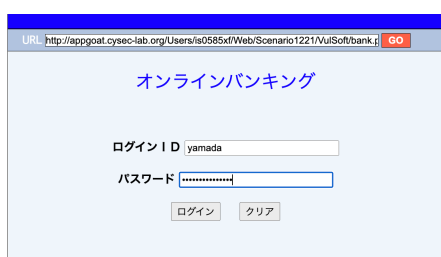 URL http://appgoat.cysec-lab.org/Users/is0585xf/Web/Scenario1221/VulSoft/bank.p GO
オンラインバンキング
ログインＩＤ yamada
パスワード •••••••••••••••
ログイン クリア